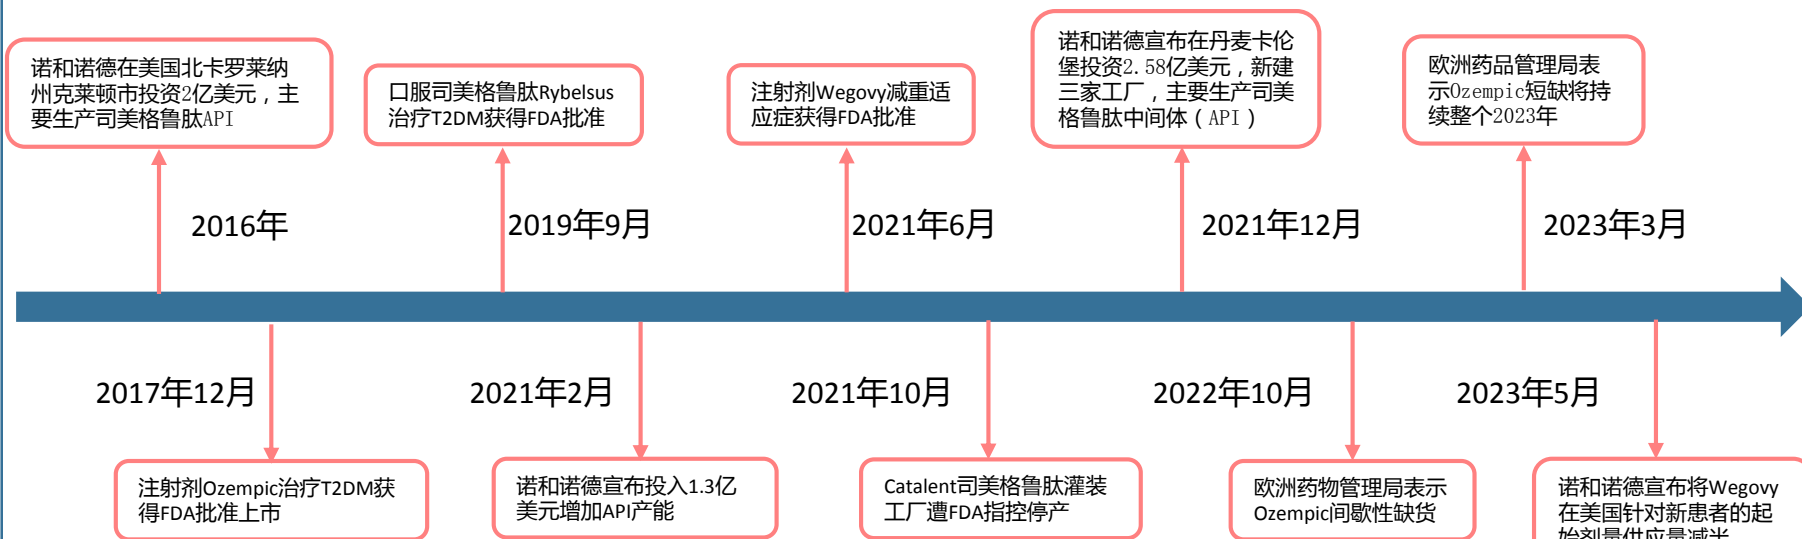 诺和诺德在美国北卡罗莱纳
州克莱顿市投资2亿美元，主
要生产司美格鲁肽API
口服司美格鲁肽Rybelsus
治疗T2DM获得FDA批准
注射剂Wegovy减重适
应症获得FDA批准
诺和诺德宣布在丹麦卡伦
堡投资2.58亿美元，新建
三家工厂，主要生产司美
格鲁肽中间体（API）
欧洲药品管理局表
示Ozempic短缺将持
续整个2023年
2016年
2019年9月
2021年6月
2021年12月
2023年3月
2017年12月
2021年2月
2021年10月
2022年10月
2023年5月
注射剂Ozempic治疗T2DM获
得FDA批准上市
诺和诺德宣布投入1.3亿
美元增加API产能
Catalent司美格鲁肽灌装
工厂遭FDA指控停产
欧洲药物管理局表示
Ozempic间歇性缺货
诺和诺德宣布将Wegovy
在美国针对新患者的起
始剂量供应量减半